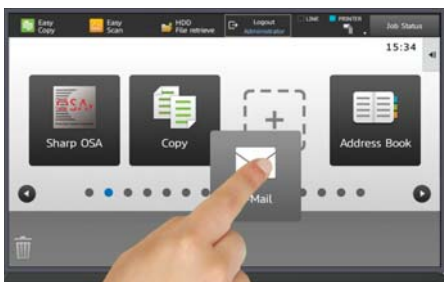 Easy
Copy
Easy
Scan
HDD
File retrieve
Logout
Administrator
LINE
PRINTER
Job Status
15:34
OSA
Sharp OSA
Copy
Mail
Address Book